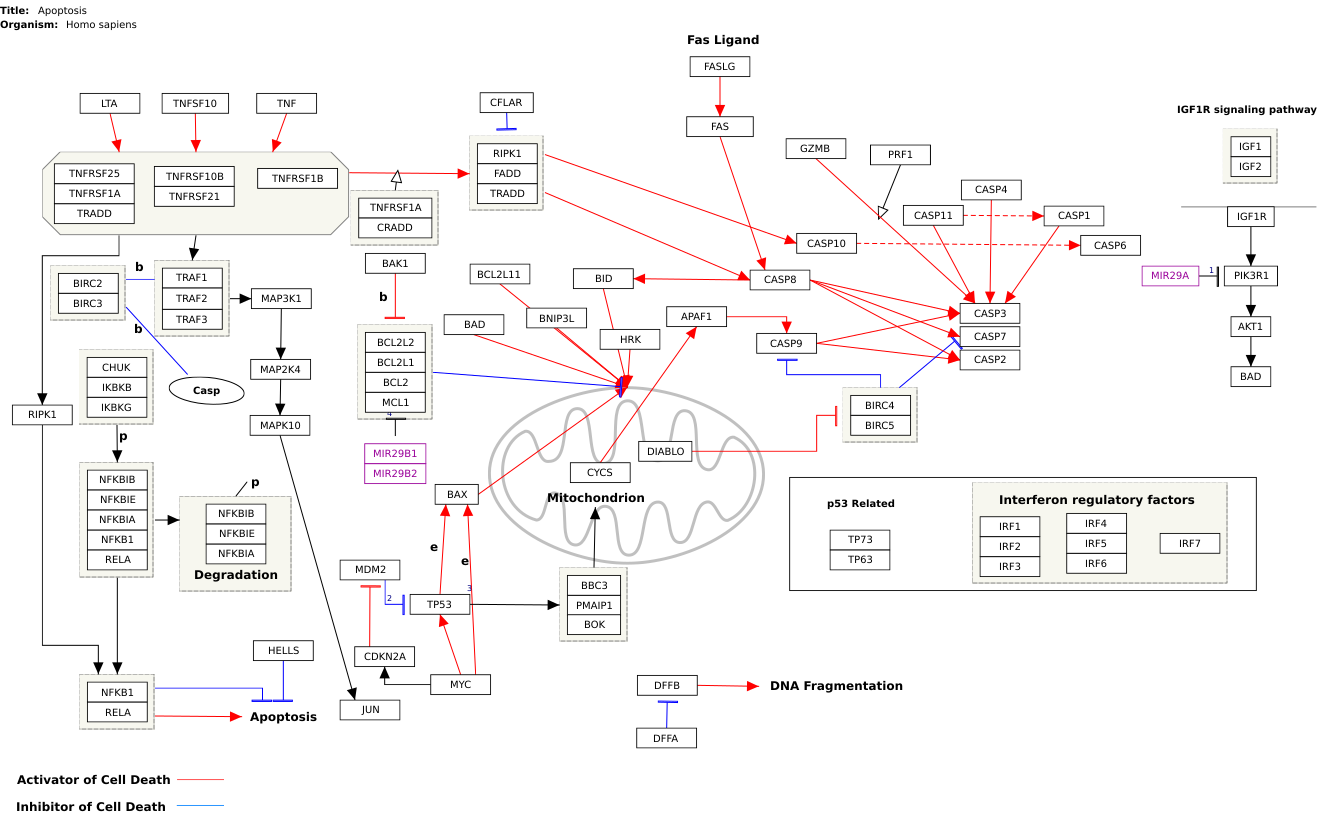 Title: Apoptosis
Organism: Homo sapiens
Fas Ligand
FASLG
LTA
TNFSF10
TNF
CFLAR
IGF1R signaling pathway
FAS
GZMB
PRF1
IGF1
IGF2
RIPK1
FADD
TRADD
TNFRSF25
TNFRSF1A
TRADD
TNFRSF10B
TNFRSF21
TNFRSF1B
TNFRSF1A
CRADD
CASP4
CASP11
CASP1
IGF1R
CASP10
CASP6
BAK1
b
BIRC2
BIRC3
b
TRAF1
TRAF2
TRAF3
MAP3K1
BCL2L11
BID
CASP8
MIR29A
1
PIK3R1
b
BAD
BNIP3L
HRK
APAF1
CASP9
CASP3
CASP7
CASP2
AKT1
BAD
BCL2L2
BCL2L1
BCL2
MCL1
4
CHUK
IKBKB
IKBKG
Casp
MAP2K4
RIPK1
MAPK10
p
BIRC4
BIRC5
MIR29B1
MIR29B2
DIABLO
CYCS
Mitochondrion
BAX
NFKBIB
NFKBIE
NFKBIA
NFKB1
RELA
p
NFKBIB
NFKBIE
NFKBIA
Degradation
p53 Related
TP73
TP63
Interferon regulatory factors
IRF1
IRF2
IRF3
IRF4
IRF5
IRF6
IRF7
e
e
MDM2
2
3
TP53
BBC3
PMAIP1
BOK
CDKN2A
MYC
HELLS
NFKB1
RELA
Apoptosis
JUN
DFFB
DNA Fragmentation
DFFA
Activator of Cell Death
Inhibitor of Cell Death